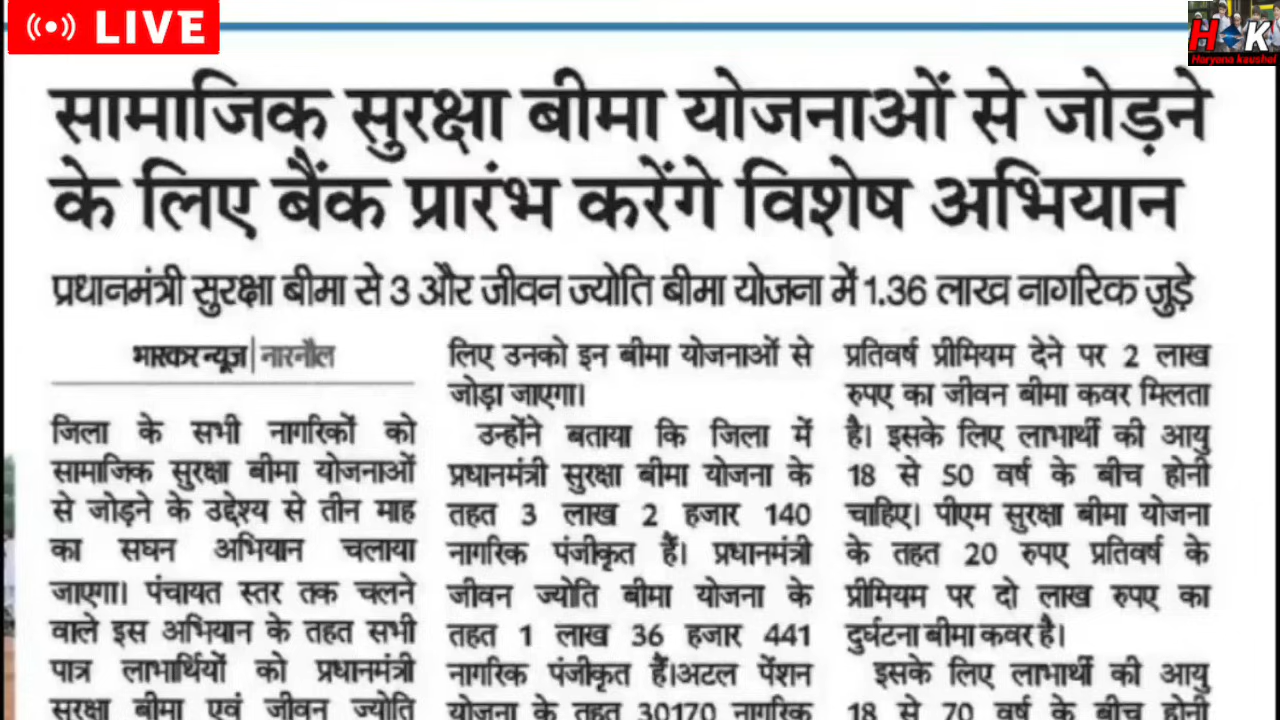 LIVE
H K
Haryana kaushal
सामाजिक सुरक्षा बीमा योजनाओं से जोड़ने
के लिए बैंक प्रारंभ करेंगे विशेष अभियान
प्रधानमंत्री सुरक्षा बीमा से 3 और जीवन ज्योति बीमा योजना में 1.36 लाख नागरिक जुड़े
भास्कर न्यूज | नारनौल
जिला के सभी नागरिकों को
सामाजिक सुरक्षा बीमा योजनाओं
से जोड़ने के उद्देश्य से तीन माह
का सघन अभियान चलाया
जाएगा। पंचायत स्तर तक चलने
वाले इस अभियान के तहत सभी
पात्र लाभार्थियों को प्रधानमंत्री
सुरक्षा बीमा एवं जीवन ज्योति
लिए उनको इन बीमा योजनाओं से
जोड़ा जाएगा।
उन्होंने बताया कि जिला में
प्रधानमंत्री सुरक्षा बीमा योजना के
तहत 3 लाख 2 हजार 140
नागरिक पंजीकृत हैं। प्रधानमंत्री
जीवन ज्योति बीमा योजना के
तहत 1 लाख 36 हजार 441
नागरिक पंजीकृत हैं।अटल पेंशन
योजना के तहत 30170 नागरिक
प्रतिवर्ष प्रीमियम देने पर 2 लाख
रुपए का जीवन बीमा कवर मिलता
है। इसके लिए लाभार्थी की आयु
18 से 50 वर्ष के बीच होनी
चाहिए। पीएम सुरक्षा बीमा योजना
के तहत 20 रुपए प्रतिवर्ष के
प्रीमियम पर दो लाख रुपए का
दुर्घटना बीमा कवर है।
इसके लिए लाभार्थी की आयु
18 से 70 वर्ष के बीच होनी